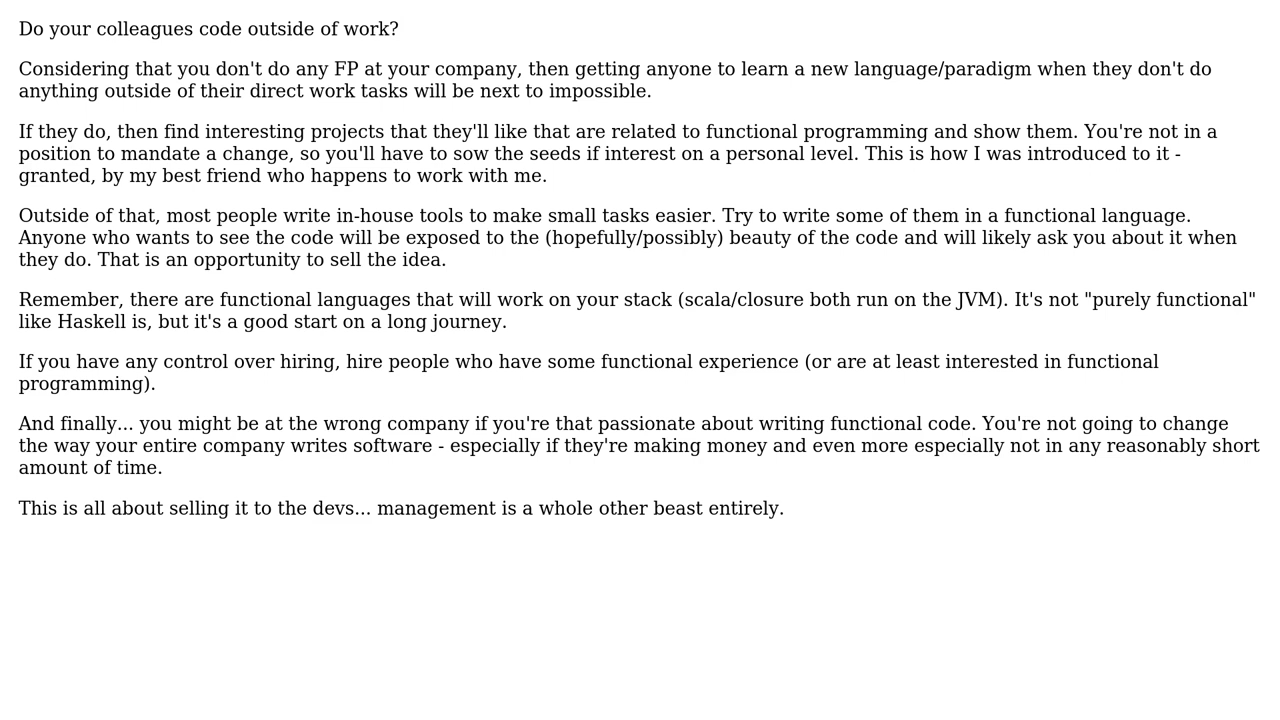 Do your colleagues code outside of work?
Considering that you don't do any FP at your company, then getting anyone to learn a new language/paradigm when they don't do
anything outside of their direct work tasks will be next to impossible.
If they do, then find interesting projects that they'll like that are related to functional programming and show them. You're not in a
position to mandate a change, so you'll have to sow the seeds if interest on a personal level. This is how I was introduced to it -
granted, by my best friend who happens to work with me.
Outside of that, most people write in-house tools to make small tasks easier. Try to write some of them in a functional language.
Anyone who wants to see the code will be exposed to the (hopefully/possibly) beauty of the code and will likely ask you about it when
they do. That is an opportunity to sell the idea.
Remember, there are functional languages that will work on your stack (scala/closure both run on the JVM). It's not "purely functional"
like Haskell is, but it's a good start on a long journey.
If you have any control over hiring, hire people who have some functional experience (or are at least interested in functional
programming).
And finally... you might be at the wrong company if you're that passionate about writing functional code. You're not going to change
the way your entire company writes software - especially if they're making money and even more especially not in any reasonably short
amount of time.
This is all about selling it to the devs... management is a whole other beast entirely.